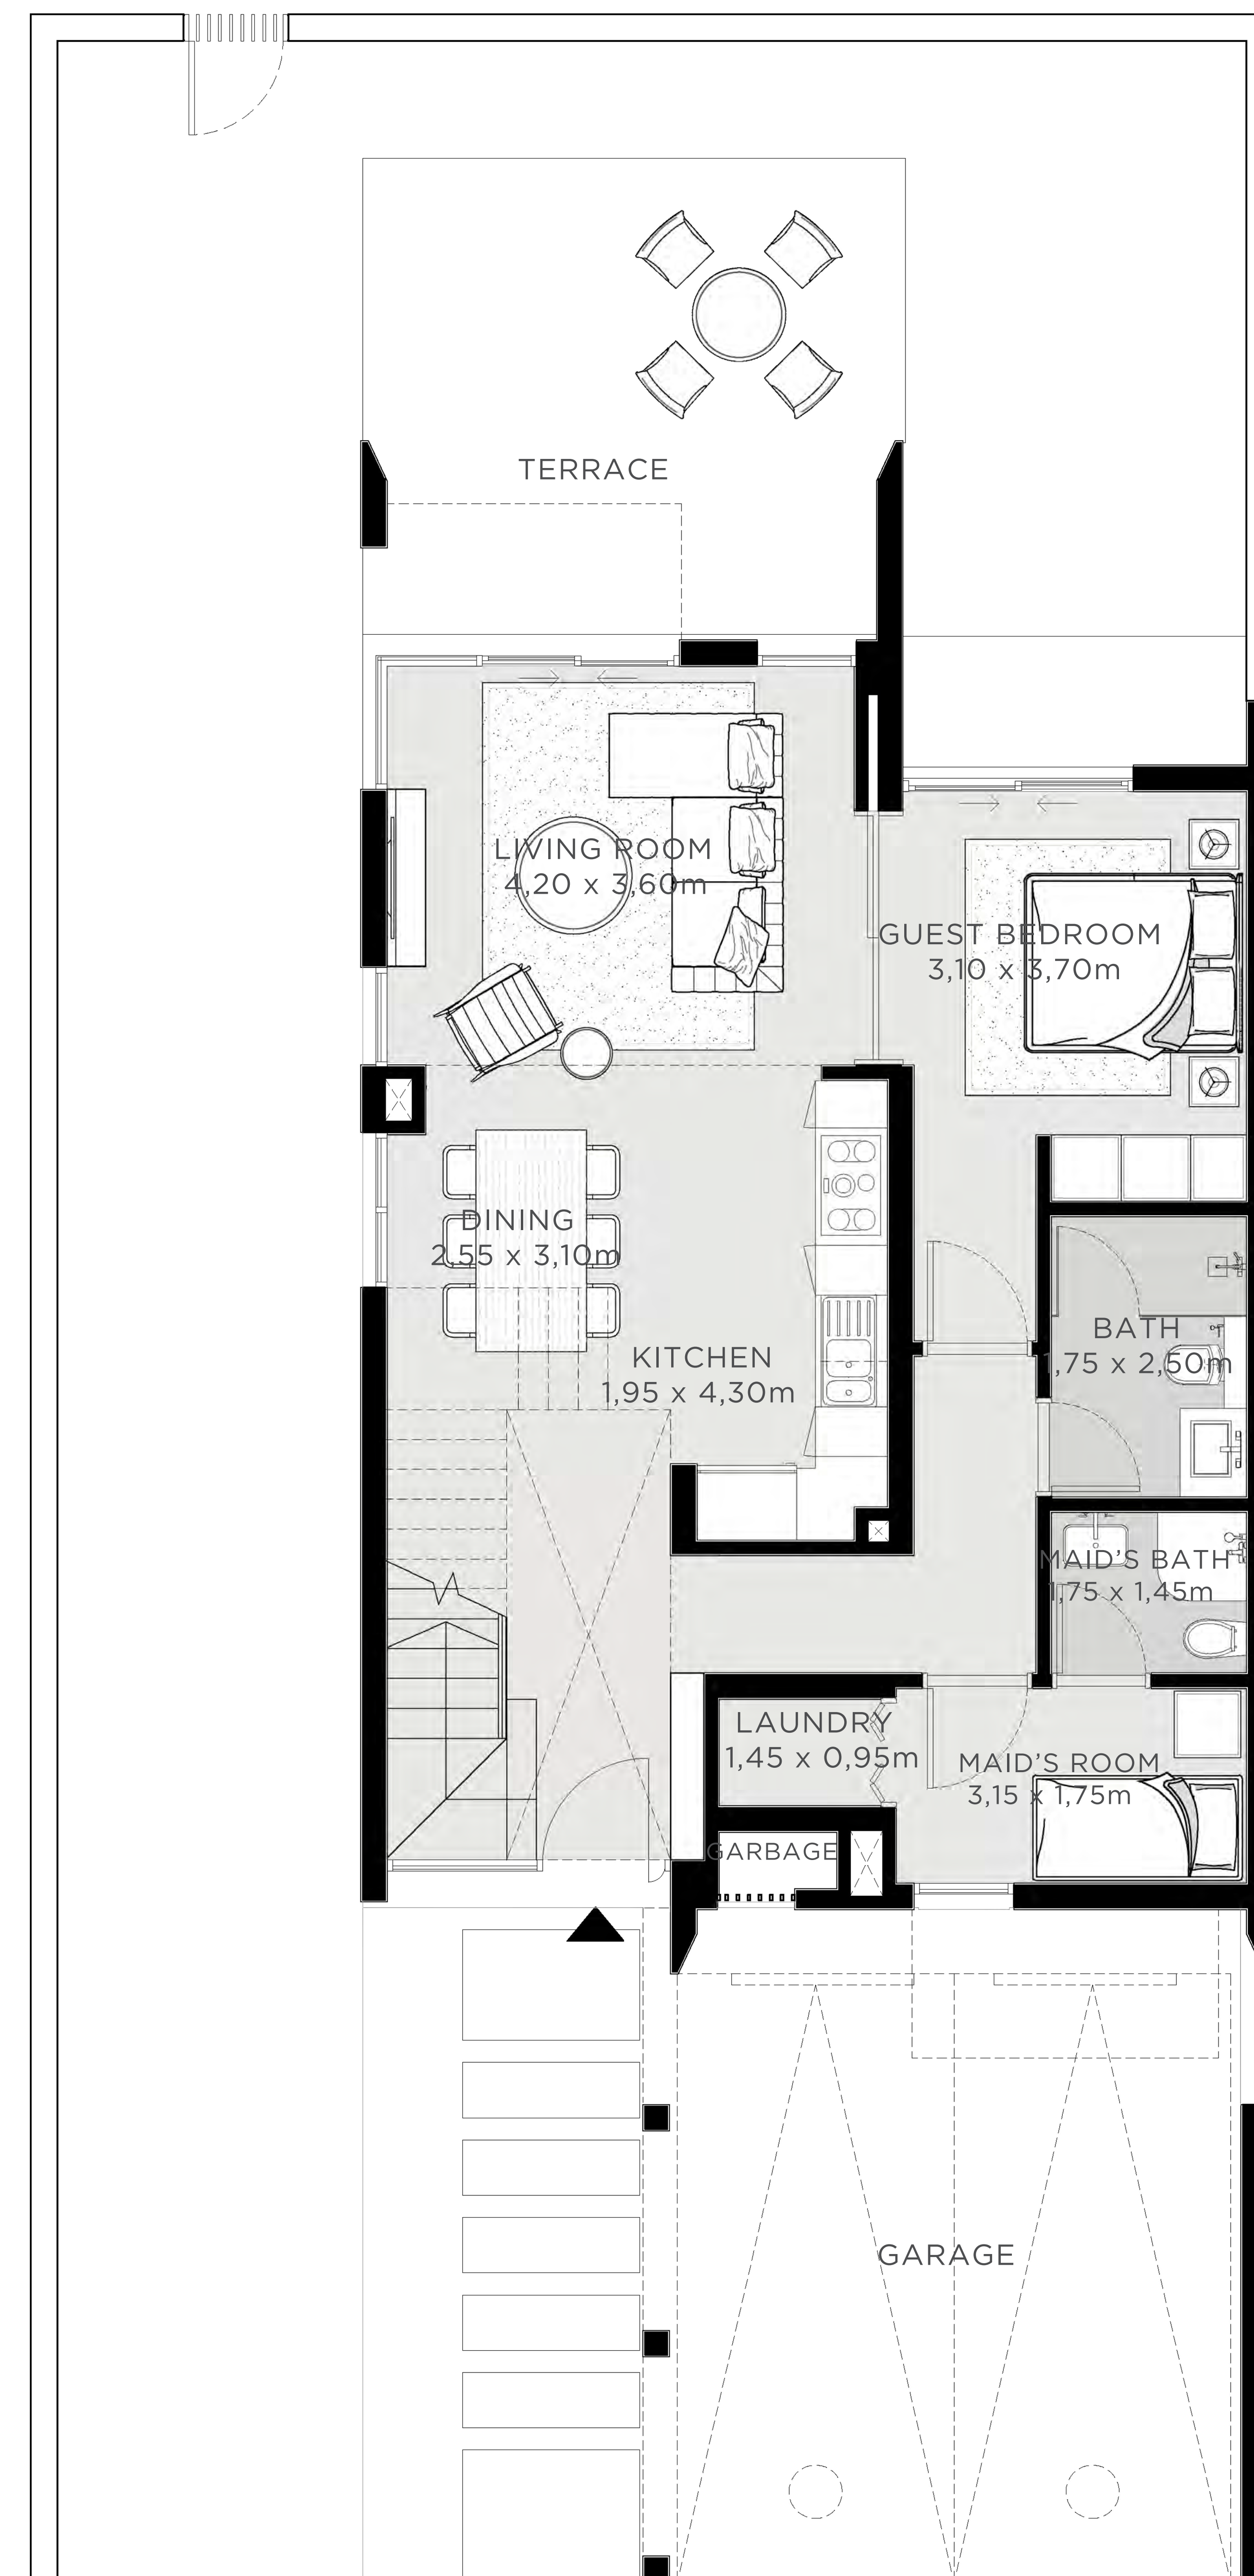 TERRACE
LIVING ROOM
4,20 x 3,60m
GUEST BEDROOM
3,10 x 3,70m
DINING
2,55 x 3,10m
KITCHEN
1,95 x 4,30m
BATH
1,75 x 2,50m
MAID'S BATH
1,75 x 1,45m
LAUNDRY
1,45 x 0,95m
MAID'S ROOM
3,15 x 1,75m
GARBAGE
GARAGE